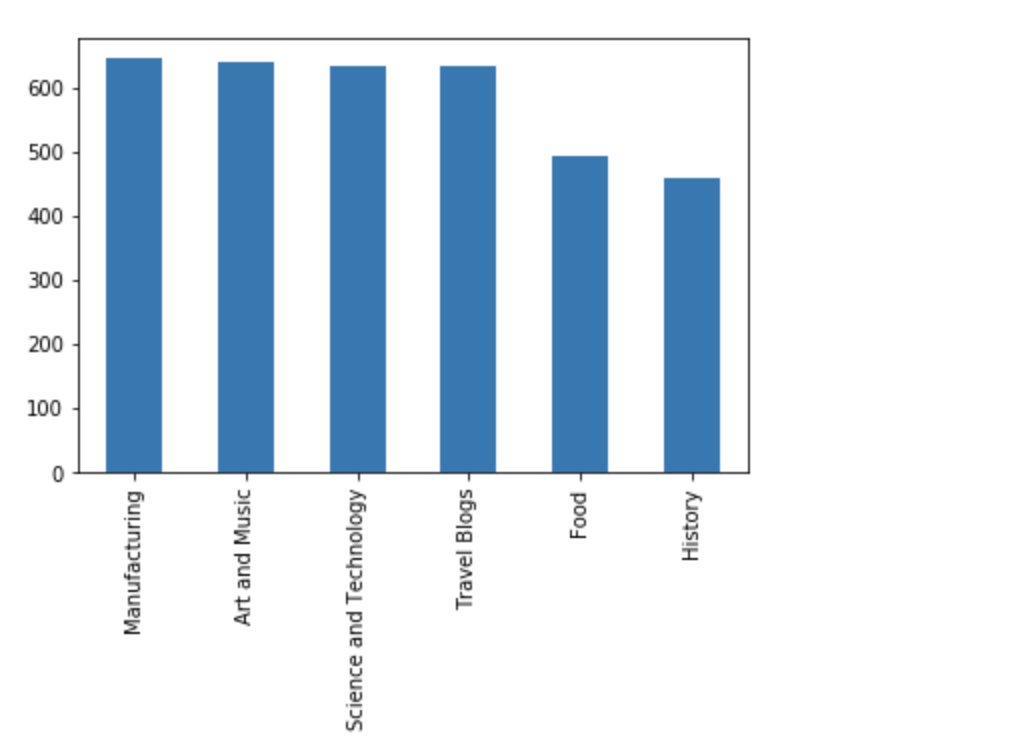 600
500
400
300
200
100
0
Manufacturing
Art and Music
Science and Technology
Travel Blogs
Food
History